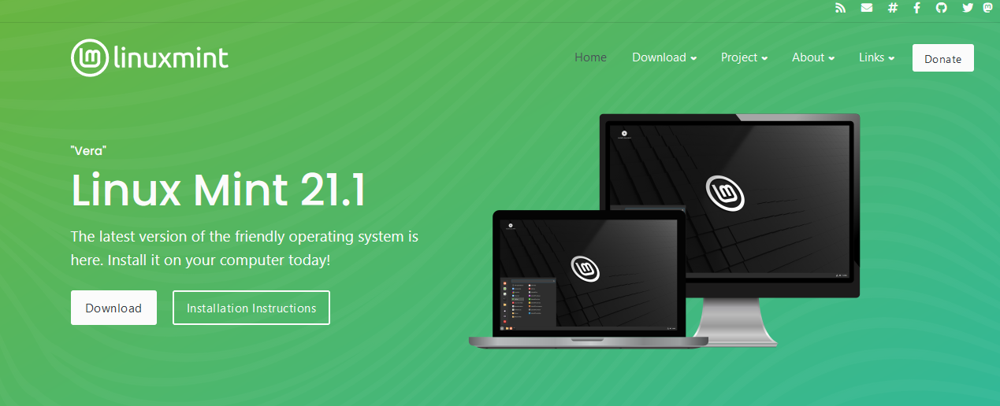 linuxmint
Home Download Project About Links Donate
"Vera"
Linux Mint 21.1
The latest version of the friendly operating system is
here. Install it on your computer today!
Download Installation Instructions